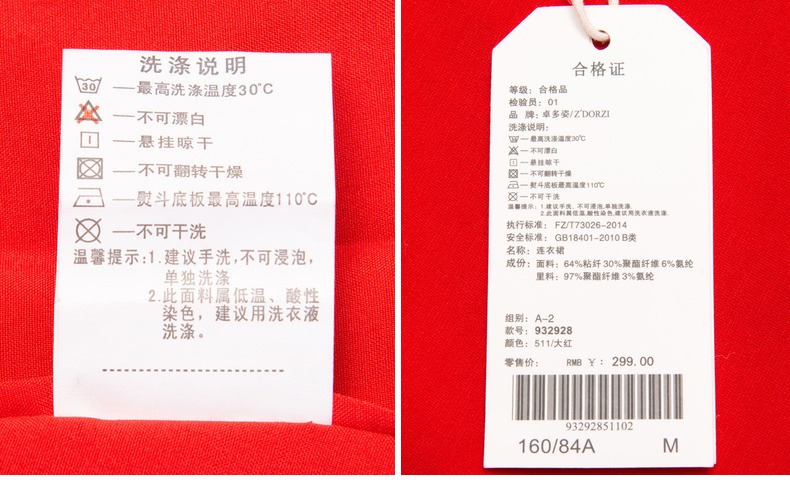 洗涤说明
30
—最高洗涤温度30°C
—不可漂白
—悬挂晾干
—不可翻转干燥
—熨斗底板最高温度110°C
—不可干洗
温馨提示:1.建议手洗,不可浸泡,
单独洗涤
2.此面料属低温、酸性
染色,建议用洗衣液
洗涤。
合格证
等级: 合格品
检验员: 01
品 牌: 卓多姿/Z'DORZI
洗涤说明:
—最高洗涤温度30°C
—不可漂白
—悬挂晾干
—不可翻转干燥
—熨斗底板最高温度110°C
—不可干洗
温馨提示: 1.建议手洗, 不可浸泡,单独洗涤.
2.此面料属低温,酸性染色,建议用洗衣液洗涤.
执行标准: FZ/T73026-2014
安全标准: GB18401-2010 B类
名称: 连衣裙
成份: 面料: 64%粘纤30%聚酯纤维6%氨纶
里料: 97%聚酯纤维3%氨纶
组别: A-2
款号: 932928
颜色: 511/大红
零售价: RMB ￥: 299.00
93292851102
160/84A M